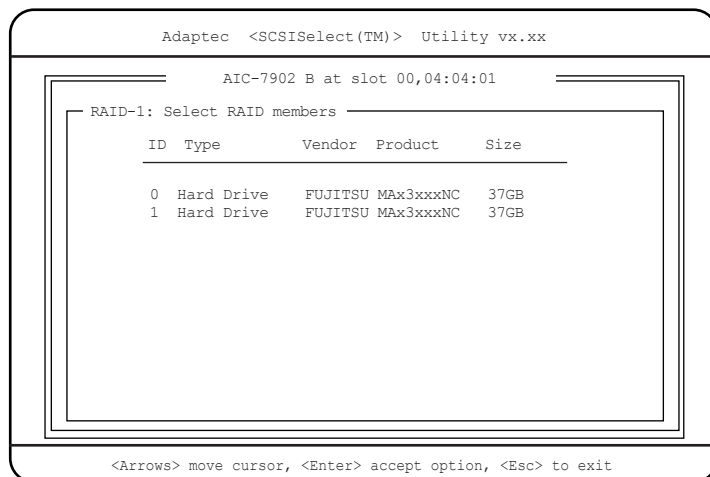 Adaptec <SCSISelect(TM)> Utility vx.xx
AIC-7902 B at slot 00,04:04:01
RAID-1: Select RAID members
ID Type Vendor Product Size
0 Hard Drive FUJITSU MAx3xxxNC 37GB
1 Hard Drive FUJITSU MAx3xxxNC 37GB
<Arrows> move cursor, <Enter> accept option, <Esc> to exit